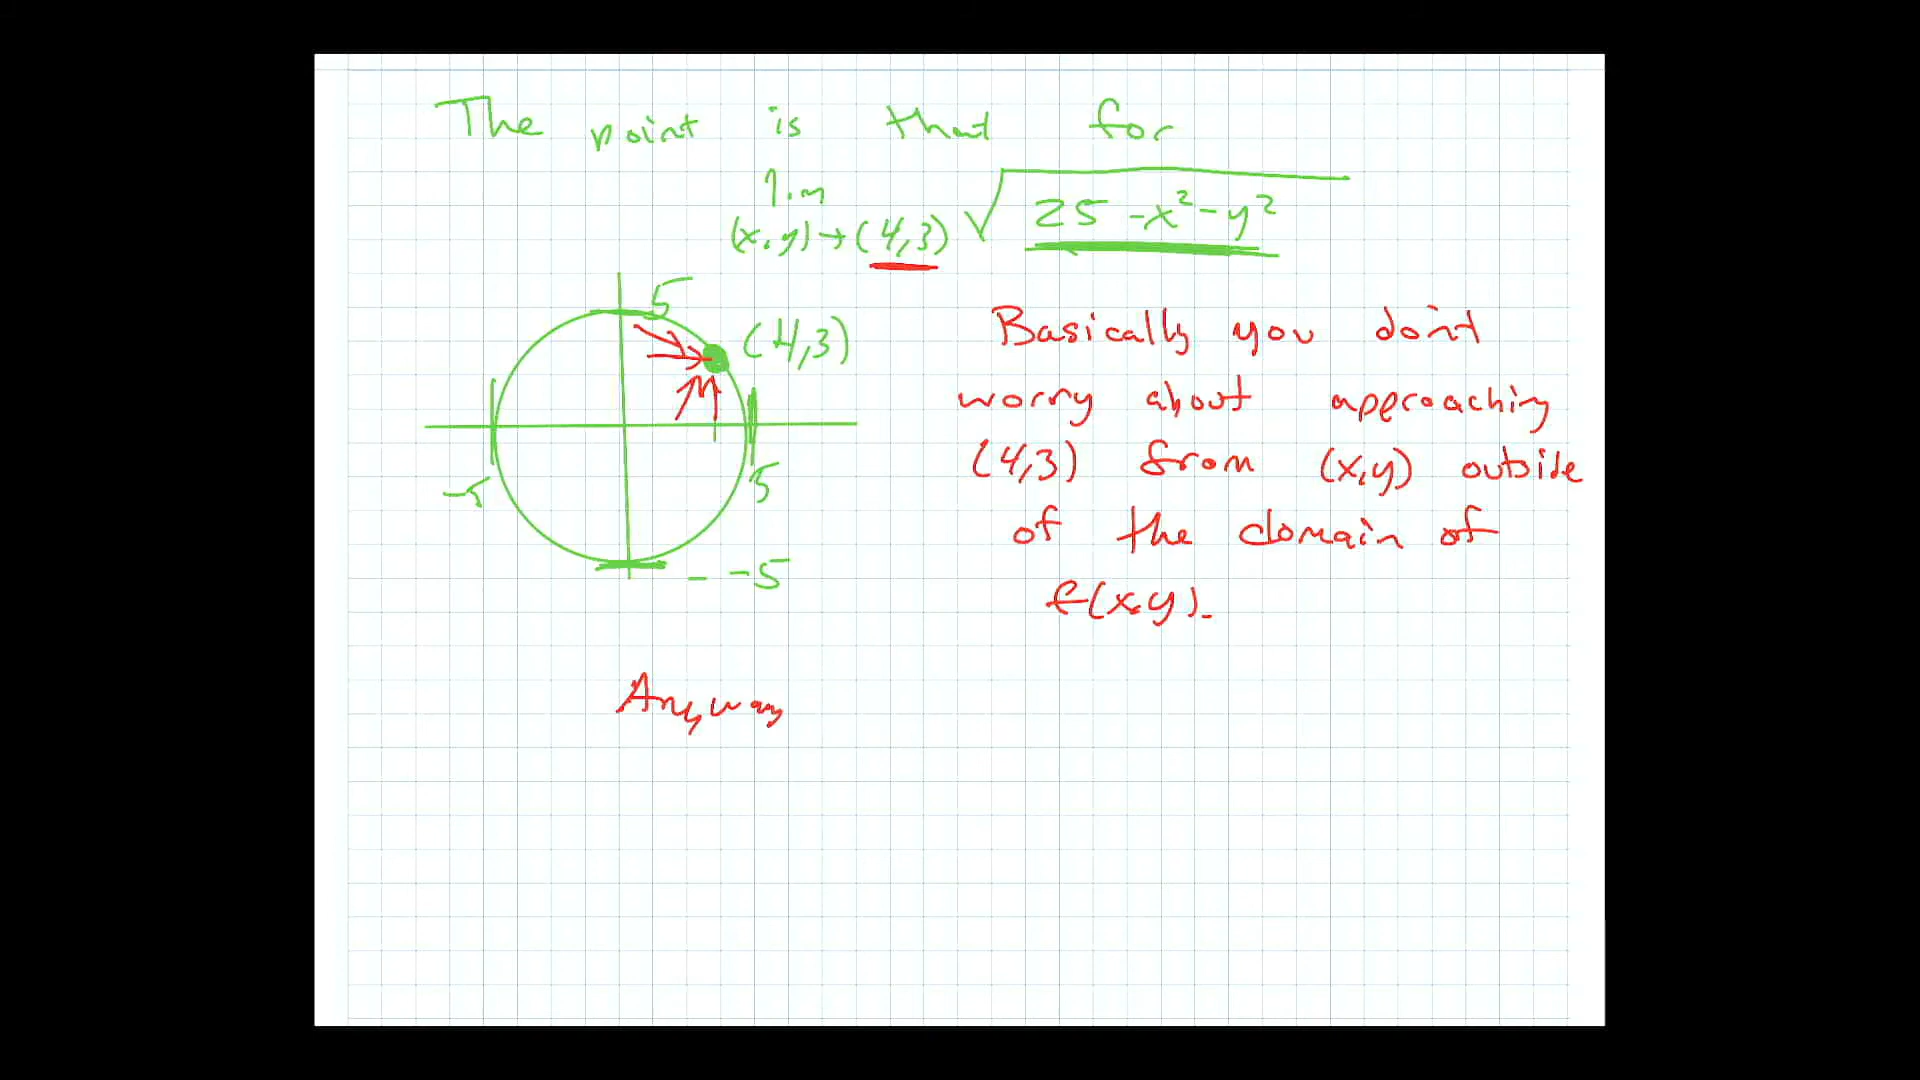 The point is that for
lim
(x,y)→(4,3) √25-x²-y²
5
(4,3)
-5
5
- -5
Basically you don't
worry about approaching
(4,3) from (x,y) outside
of the domain of
f(x,y).
Anyway